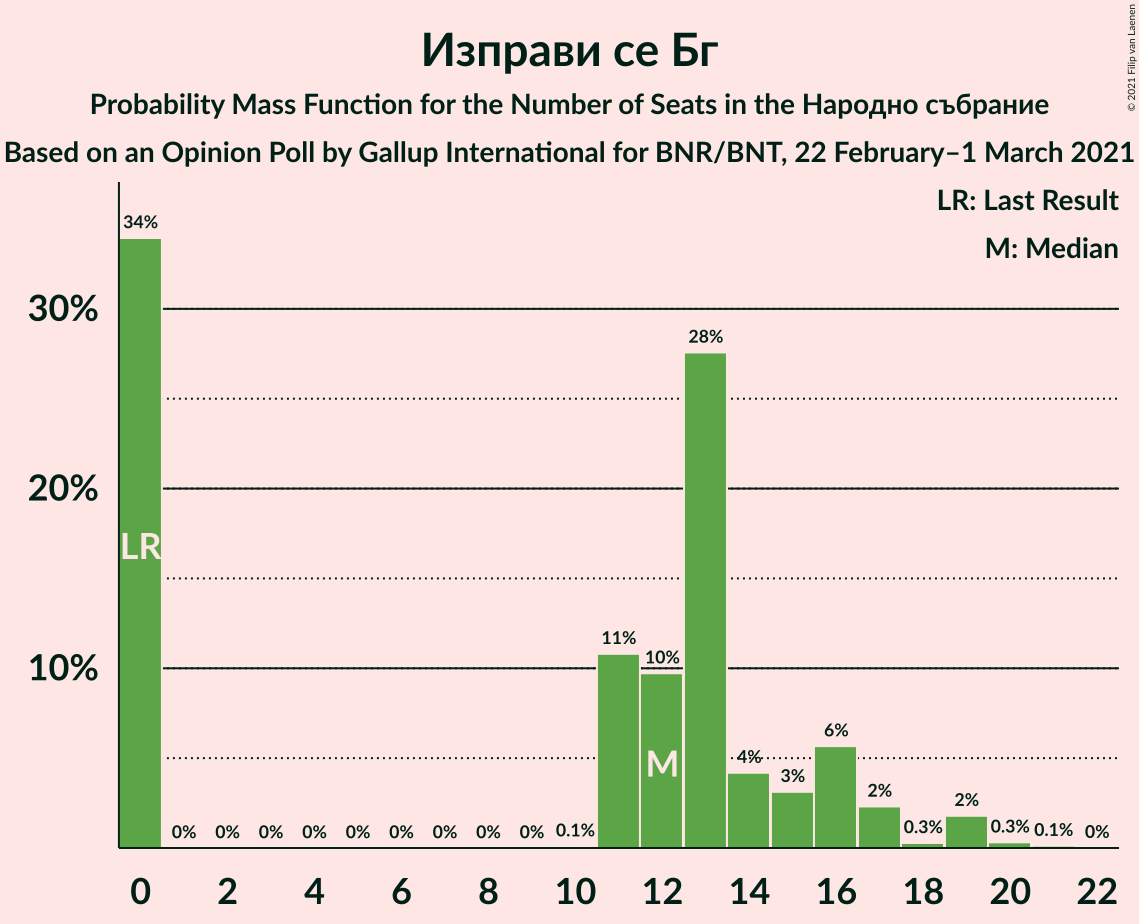 Изправи се Бг
Probability Mass Function for the Number of Seats in the Народно събрание
Based on an Opinion Poll by Gallup International for BNR/BNT, 22 February–1 March 2021
© 2021 Filip van Laenen
LR: Last Result
M: Median
34%
30%
28%
20%
LR
11%
10%
10%
M
4%
3%
6%
2%
0.3%
2%
0.3%
0.1%
0%
0%
0%
0%
0%
0%
0%
0%
0%
0%
0.1%
0 2 4 6 8 10 12 14 16 18 20 22